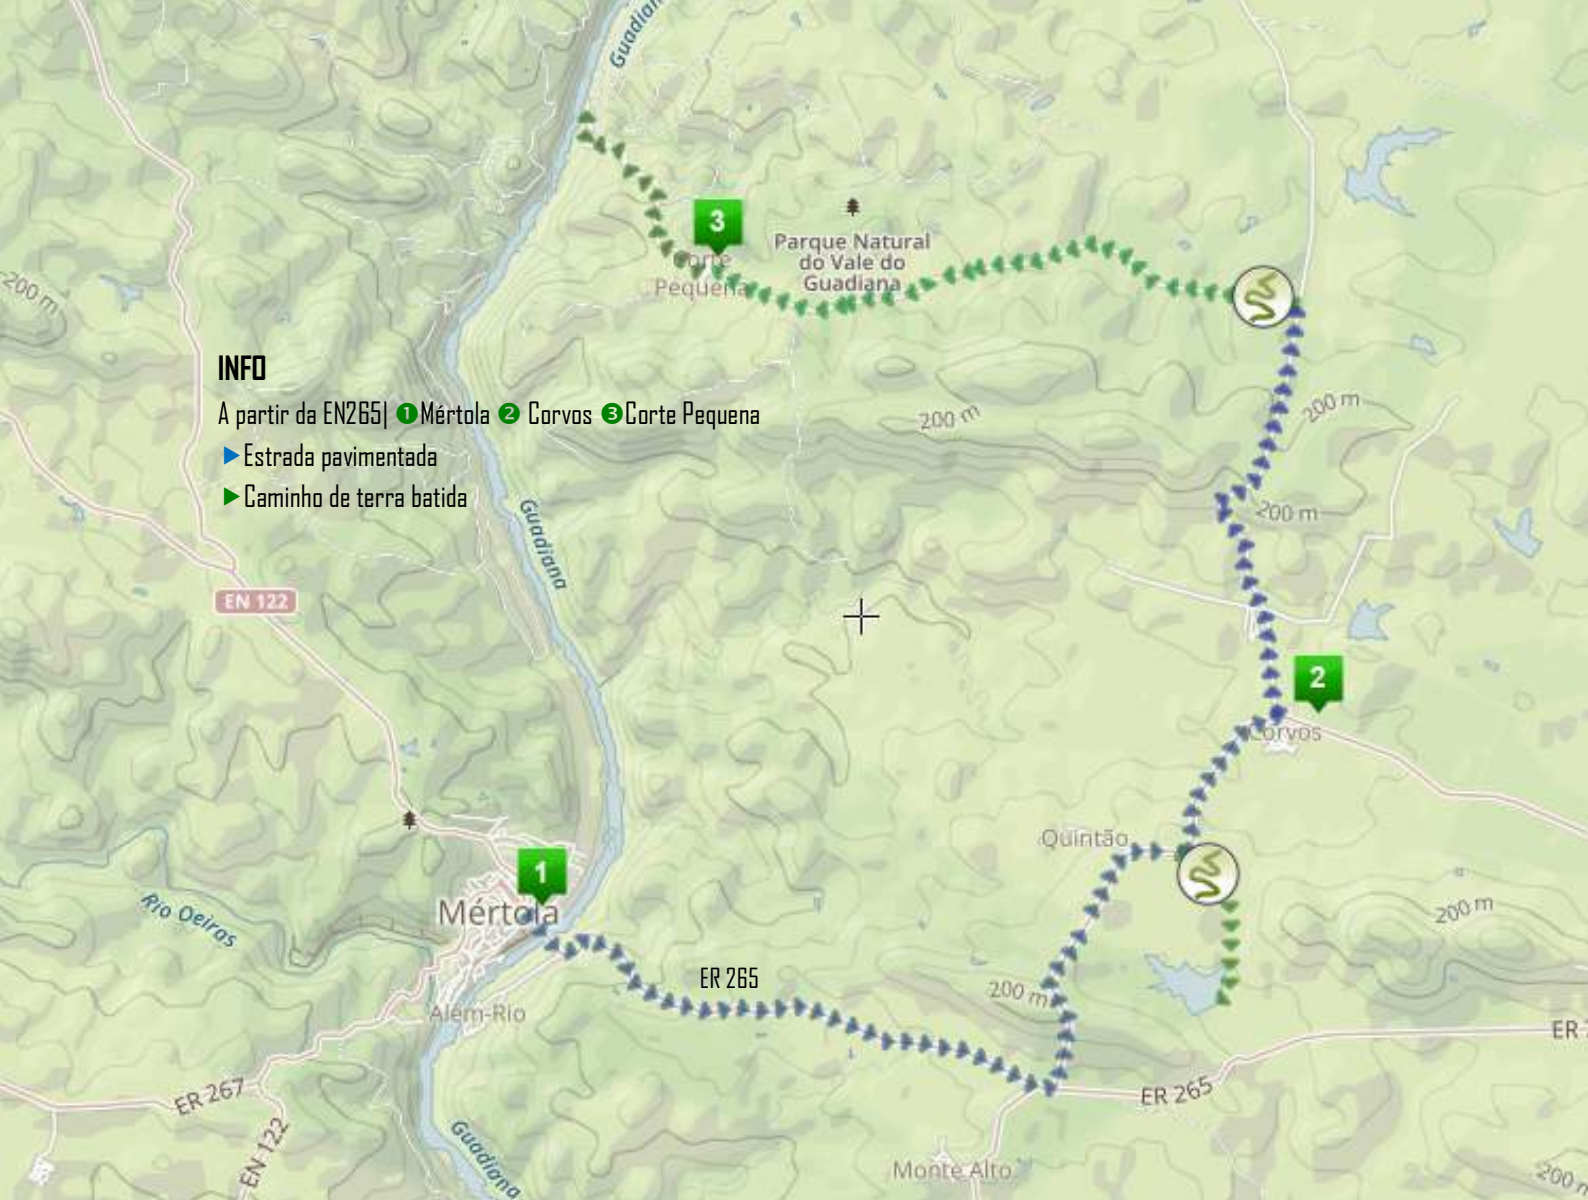 Guadian
3
Parque Natural
do Vale do
Guadiana
Corte
Pequena
200 m
INFO
A partir da EN265| ❶Mértola ❷ Corvos ❸Corte Pequena
▶Estrada pavimentada
▶Caminho de terra batida
200 m
200 m
200 m
Guadiana
EN 122
2
Corvos
Quintão
1
Mértola
Rio Oeiras
200 m
ER 265
200 m
Além-Rio
ER
ER 267
ER 265
EN 122
Guadiana
Monte Alto
200 m